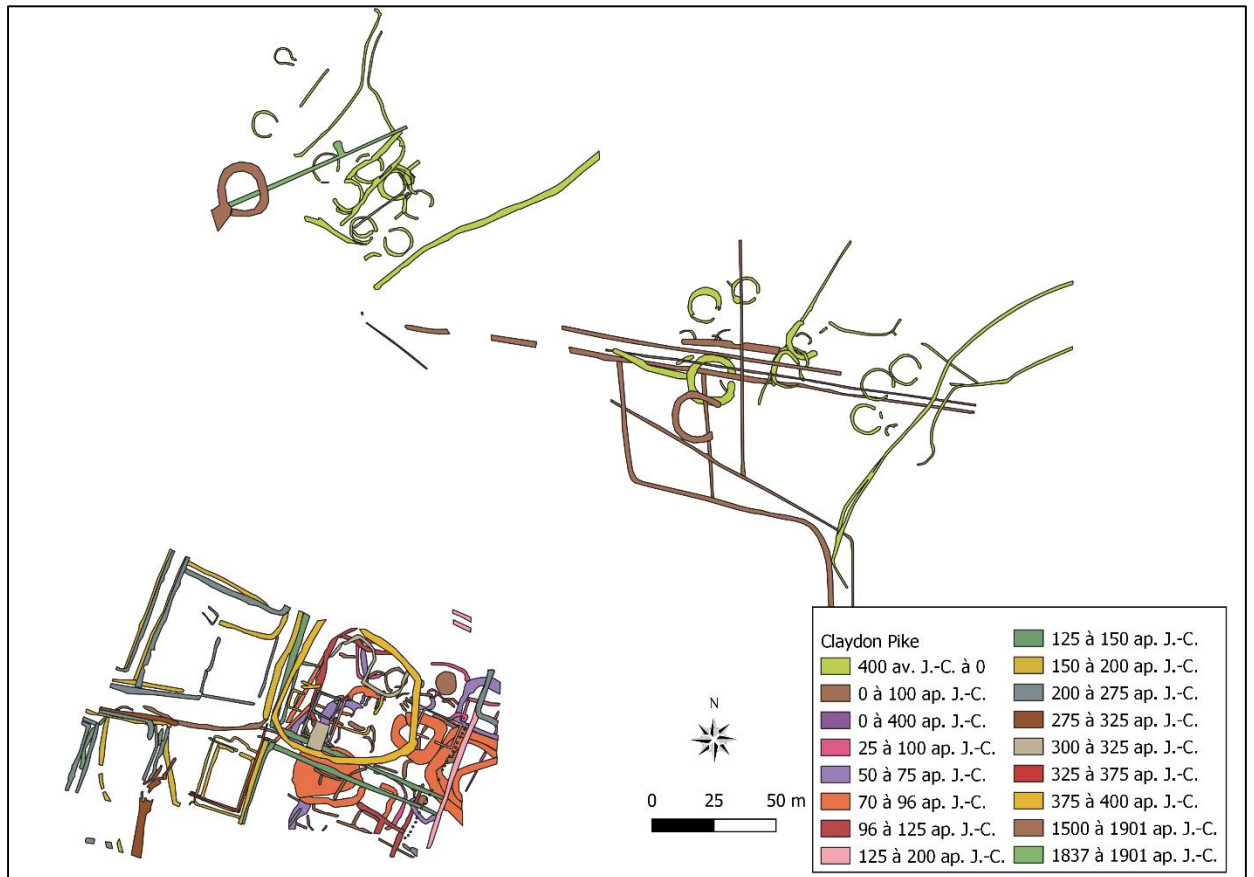 N
0 25 50 m
Claydon Pike
400 av. J.-C. à 0
0 à 100 ap. J.-C.
0 à 400 ap. J.-C.
25 à 100 ap. J.-C.
50 à 75 ap. J.-C.
70 à 96 ap. J.-C.
96 à 125 ap. J.-C.
125 à 200 ap. J.-C.
125 à 150 ap. J.-C.
150 à 200 ap. J.-C.
200 à 275 ap. J.-C.
275 à 325 ap. J.-C.
300 à 325 ap. J.-C.
325 à 375 ap. J.-C.
375 à 400 ap. J.-C.
1500 à 1901 ap. J.-C.
1837 à 1901 ap. J.-C.